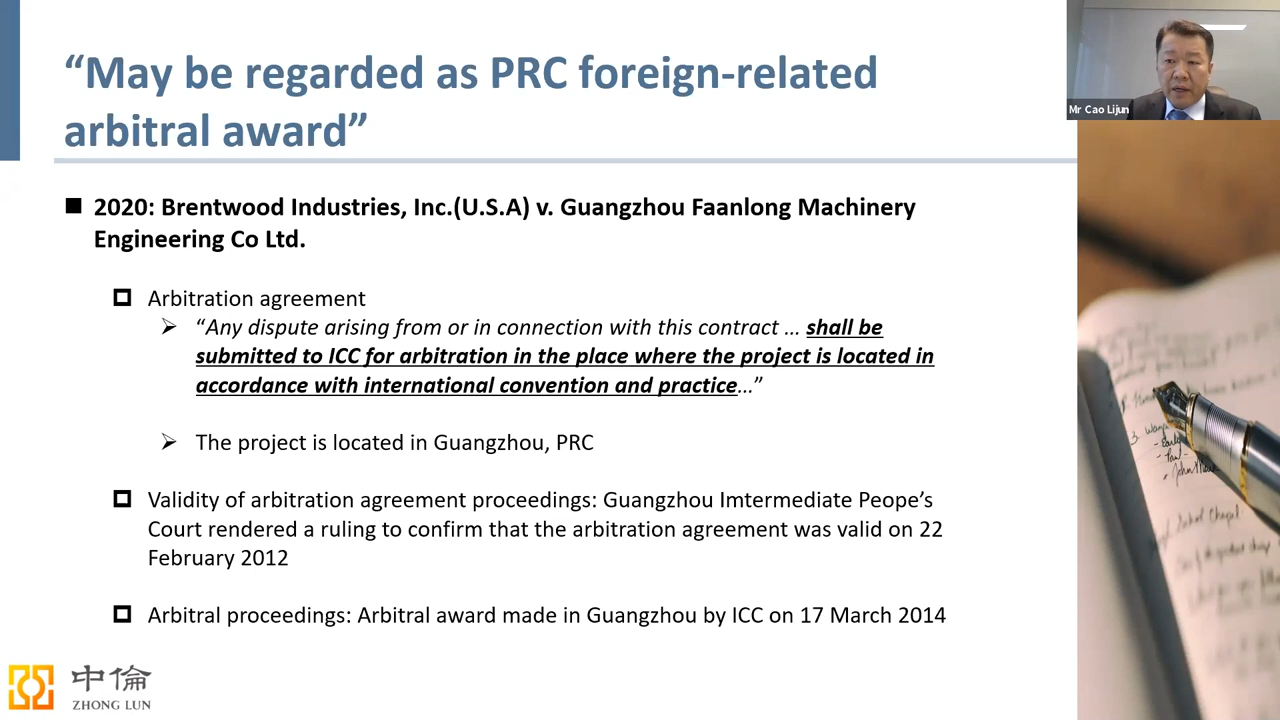 “May be regarded as PRC foreign-related
arbitral award”
Mr Cao Lijun
2020: Brentwood Industries, Inc.(U.S.A) v. Guangzhou Faanlong Machinery
Engineering Co Ltd.
Arbitration agreement
“Any dispute arising from or in connection with this contract ... shall be
submitted to ICC for arbitration in the place where the project is located in
accordance with international convention and practice...”
The project is located in Guangzhou, PRC
Validity of arbitration agreement proceedings: Guangzhou Imtermediate Peope’s
Court rendered a ruling to confirm that the arbitration agreement was valid on 22
February 2012
Arbitral proceedings: Arbitral award made in Guangzhou by ICC on 17 March 2014
中倫
ZHONG LUN